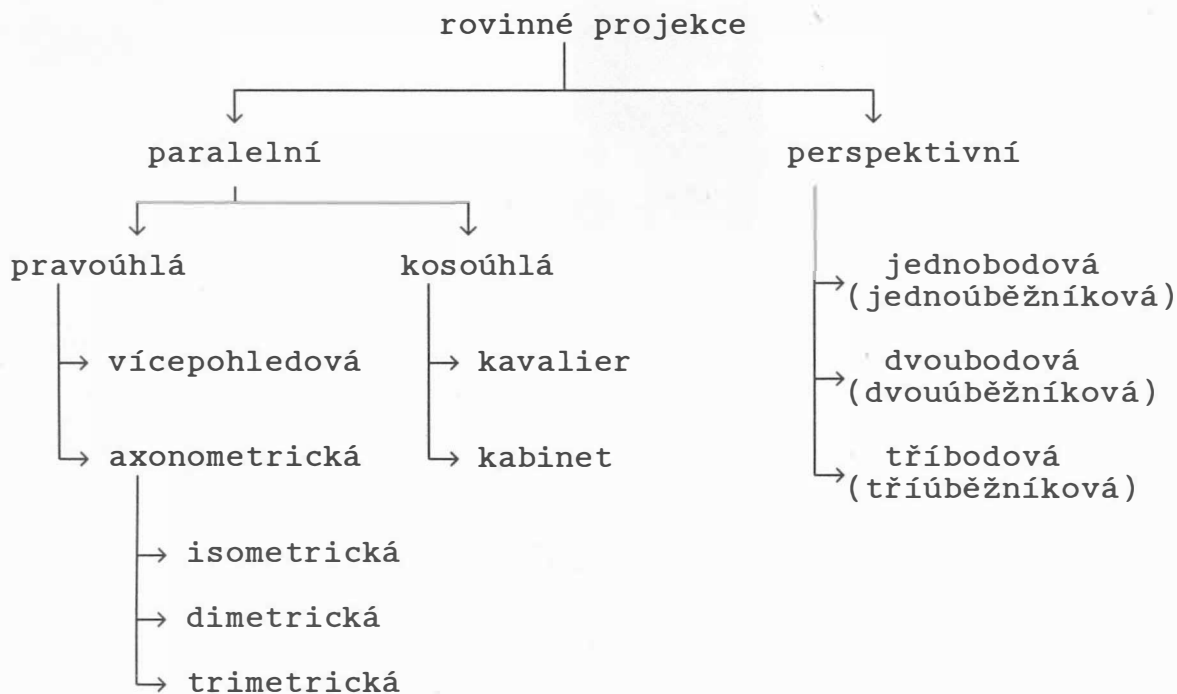 rovinné projekce
paralelní
perspektivní
pravoúhlá
kosoúhlá
jednobodová
(jednoúběžníková)
vícepohledová
kavalier
dvoubodová
(dvouúběžníková)
axonometrická
kabinet
tříbodová
(tříúběžníková)
isometrická
dimetrická
trimetrická